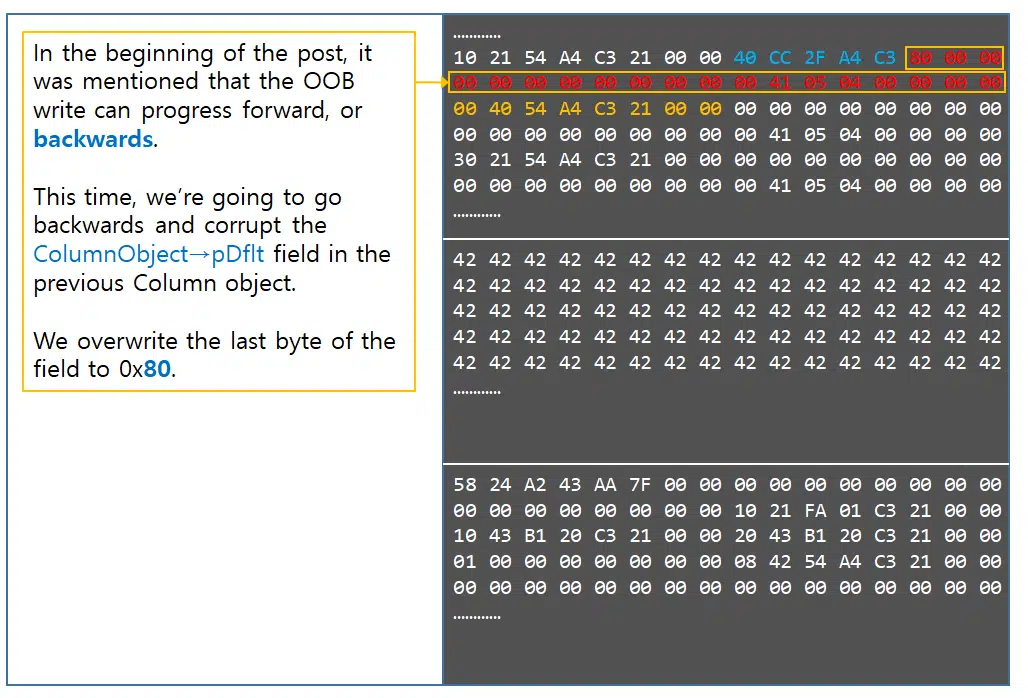 In the beginning of the post, it
was mentioned that the OOB
write can progress forward, or
backwards.
This time, we’re going to go
backwards and corrupt the
ColumnObject→pDflt field in the
previous Column object.
We overwrite the last byte of the
field to 0x80.
............
10 21 54 A4 C3 21 00 00 40 CC 2F A4 C3 80 00 00
00 00 00 00 00 00 00 00 00 41 05 04 00 00 00 00
00 40 54 A4 C3 21 00 00 00 00 00 00 00 00 00 00
00 00 00 00 00 00 00 00 00 41 05 04 00 00 00 00
30 21 54 A4 C3 21 00 00 00 00 00 00 00 00 00 00
00 00 00 00 00 00 00 00 00 41 05 04 00 00 00 00
............
42 42 42 42 42 42 42 42 42 42 42 42 42 42 42 42
42 42 42 42 42 42 42 42 42 42 42 42 42 42 42 42
42 42 42 42 42 42 42 42 42 42 42 42 42 42 42 42
42 42 42 42 42 42 42 42 42 42 42 42 42 42 42 42
42 42 42 42 42 42 42 42 42 42 42 42 42 42 42 42
............
58 24 A2 43 AA 7F 00 00 00 00 00 00 00 00 00 00
00 00 00 00 00 00 00 00 10 21 FA 01 C3 21 00 00
10 43 B1 20 C3 21 00 00 20 43 B1 20 C3 21 00 00
01 00 00 00 00 00 00 00 08 42 54 A4 C3 21 00 00
00 00 00 00 00 00 00 00 00 00 00 00 00 00 00 00
............